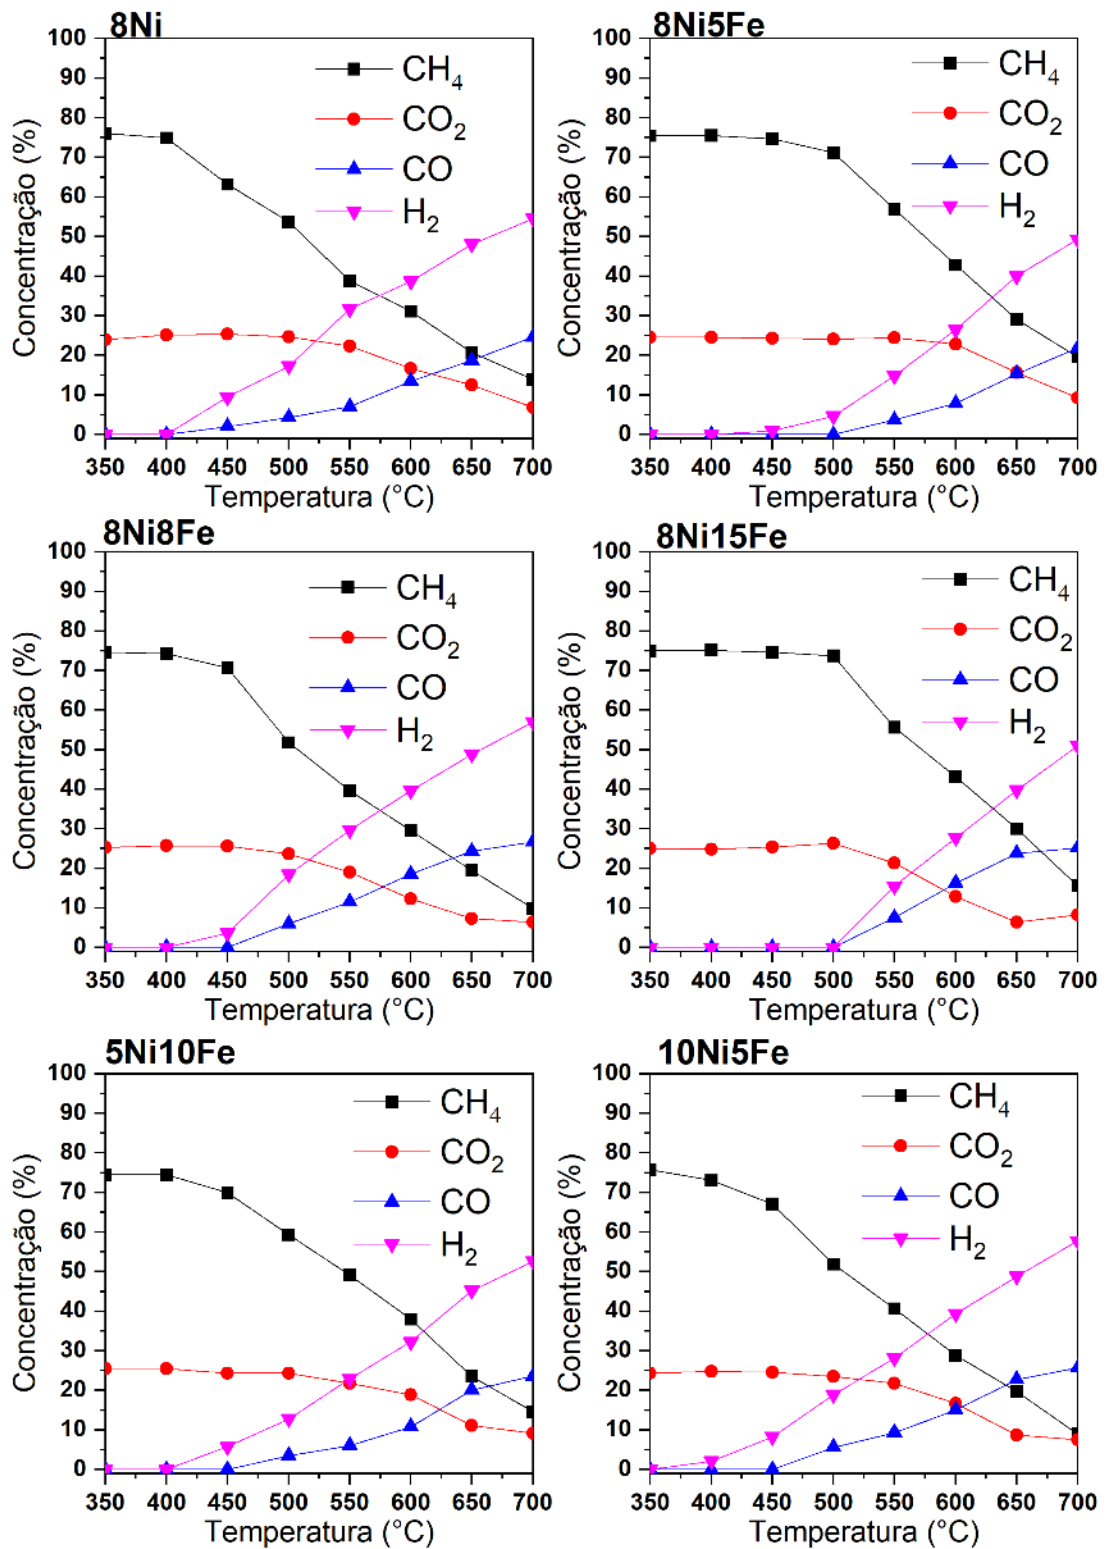 8Ni
100
90
80
70
60
50
40
30
20
10
0
Concentração (%)
CH₄
CO₂
CO
H₂
350 400 450 500 550 600 650 700
Temperatura (°C)
8Ni5Fe
100
90
80
70
60
50
40
30
20
10
0
Concentração (%)
CH₄
CO₂
CO
H₂
350 400 450 500 550 600 650 700
Temperatura (°C)
8Ni8Fe
100
90
80
70
60
50
40
30
20
10
0
Concentração (%)
CH₄
CO₂
CO
H₂
350 400 450 500 550 600 650 700
Temperatura (°C)
8Ni15Fe
100
90
80
70
60
50
40
30
20
10
0
Concentração (%)
CH₄
CO₂
CO
H₂
350 400 450 500 550 600 650 700
Temperatura (°C)
5Ni10Fe
100
90
80
70
60
50
40
30
20
10
0
Concentração (%)
CH₄
CO₂
CO
H₂
350 400 450 500 550 600 650 700
Temperatura (°C)
10Ni5Fe
100
90
80
70
60
50
40
30
20
10
0
Concentração (%)
CH₄
CO₂
CO
H₂
350 400 450 500 550 600 650 700
Temperatura (°C)